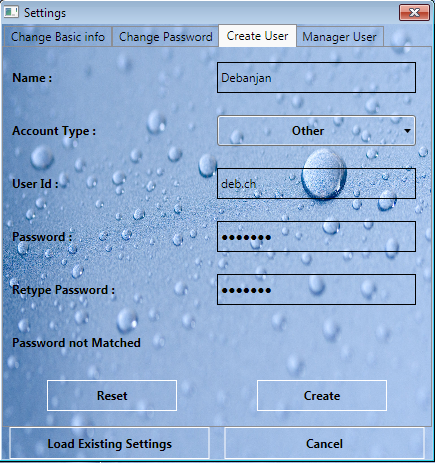 Settings
Change Basic info Change Password Create User Manager User
Name : Debanjan
Account Type : Other
User Id : deb.ch
Password : ●●●●●●●
Retype Password : ●●●●●●●
Password not Matched
Reset Create
Load Existing Settings Cancel